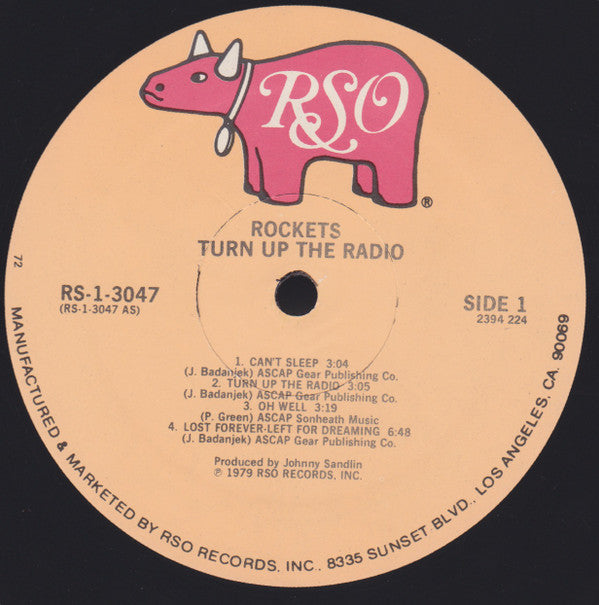 RSO
®
ROCKETS
TURN UP THE RADIO
72
RS-1-3047
(RS-1-3047 AS)
SIDE 1
2394 224
1. CAN'T SLEEP 3:04
(J. Badanjek) ASCAP Gear Publishing Co.
2. TURN UP THE RADIO 3:05
(J. Badanjek) ASCAP Gear Publishing Co.
3. OH WELL 3:19
(P. Green) ASCAP Sonheath Music
4. LOST FOREVER-LEFT FOR DREAMING 6:48
(J. Badanjek) ASCAP Gear Publishing Co.
Produced by Johnny Sandlin
℗ 1979 RSO RECORDS, INC.
MANUFACTURED & MARKETED BY RSO RECORDS, INC., 8335 SUNSET BLVD., LOS ANGELES, CA. 90069